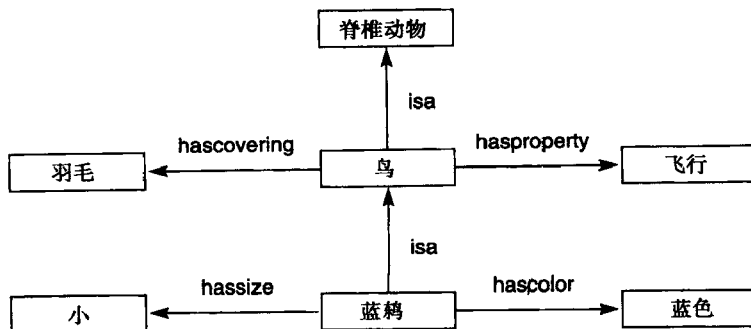 脊椎动物
isa
hascovering
hasproperty
羽毛
鸟
飞行
isa
hassize
hascolor
小
蓝鸫
蓝色